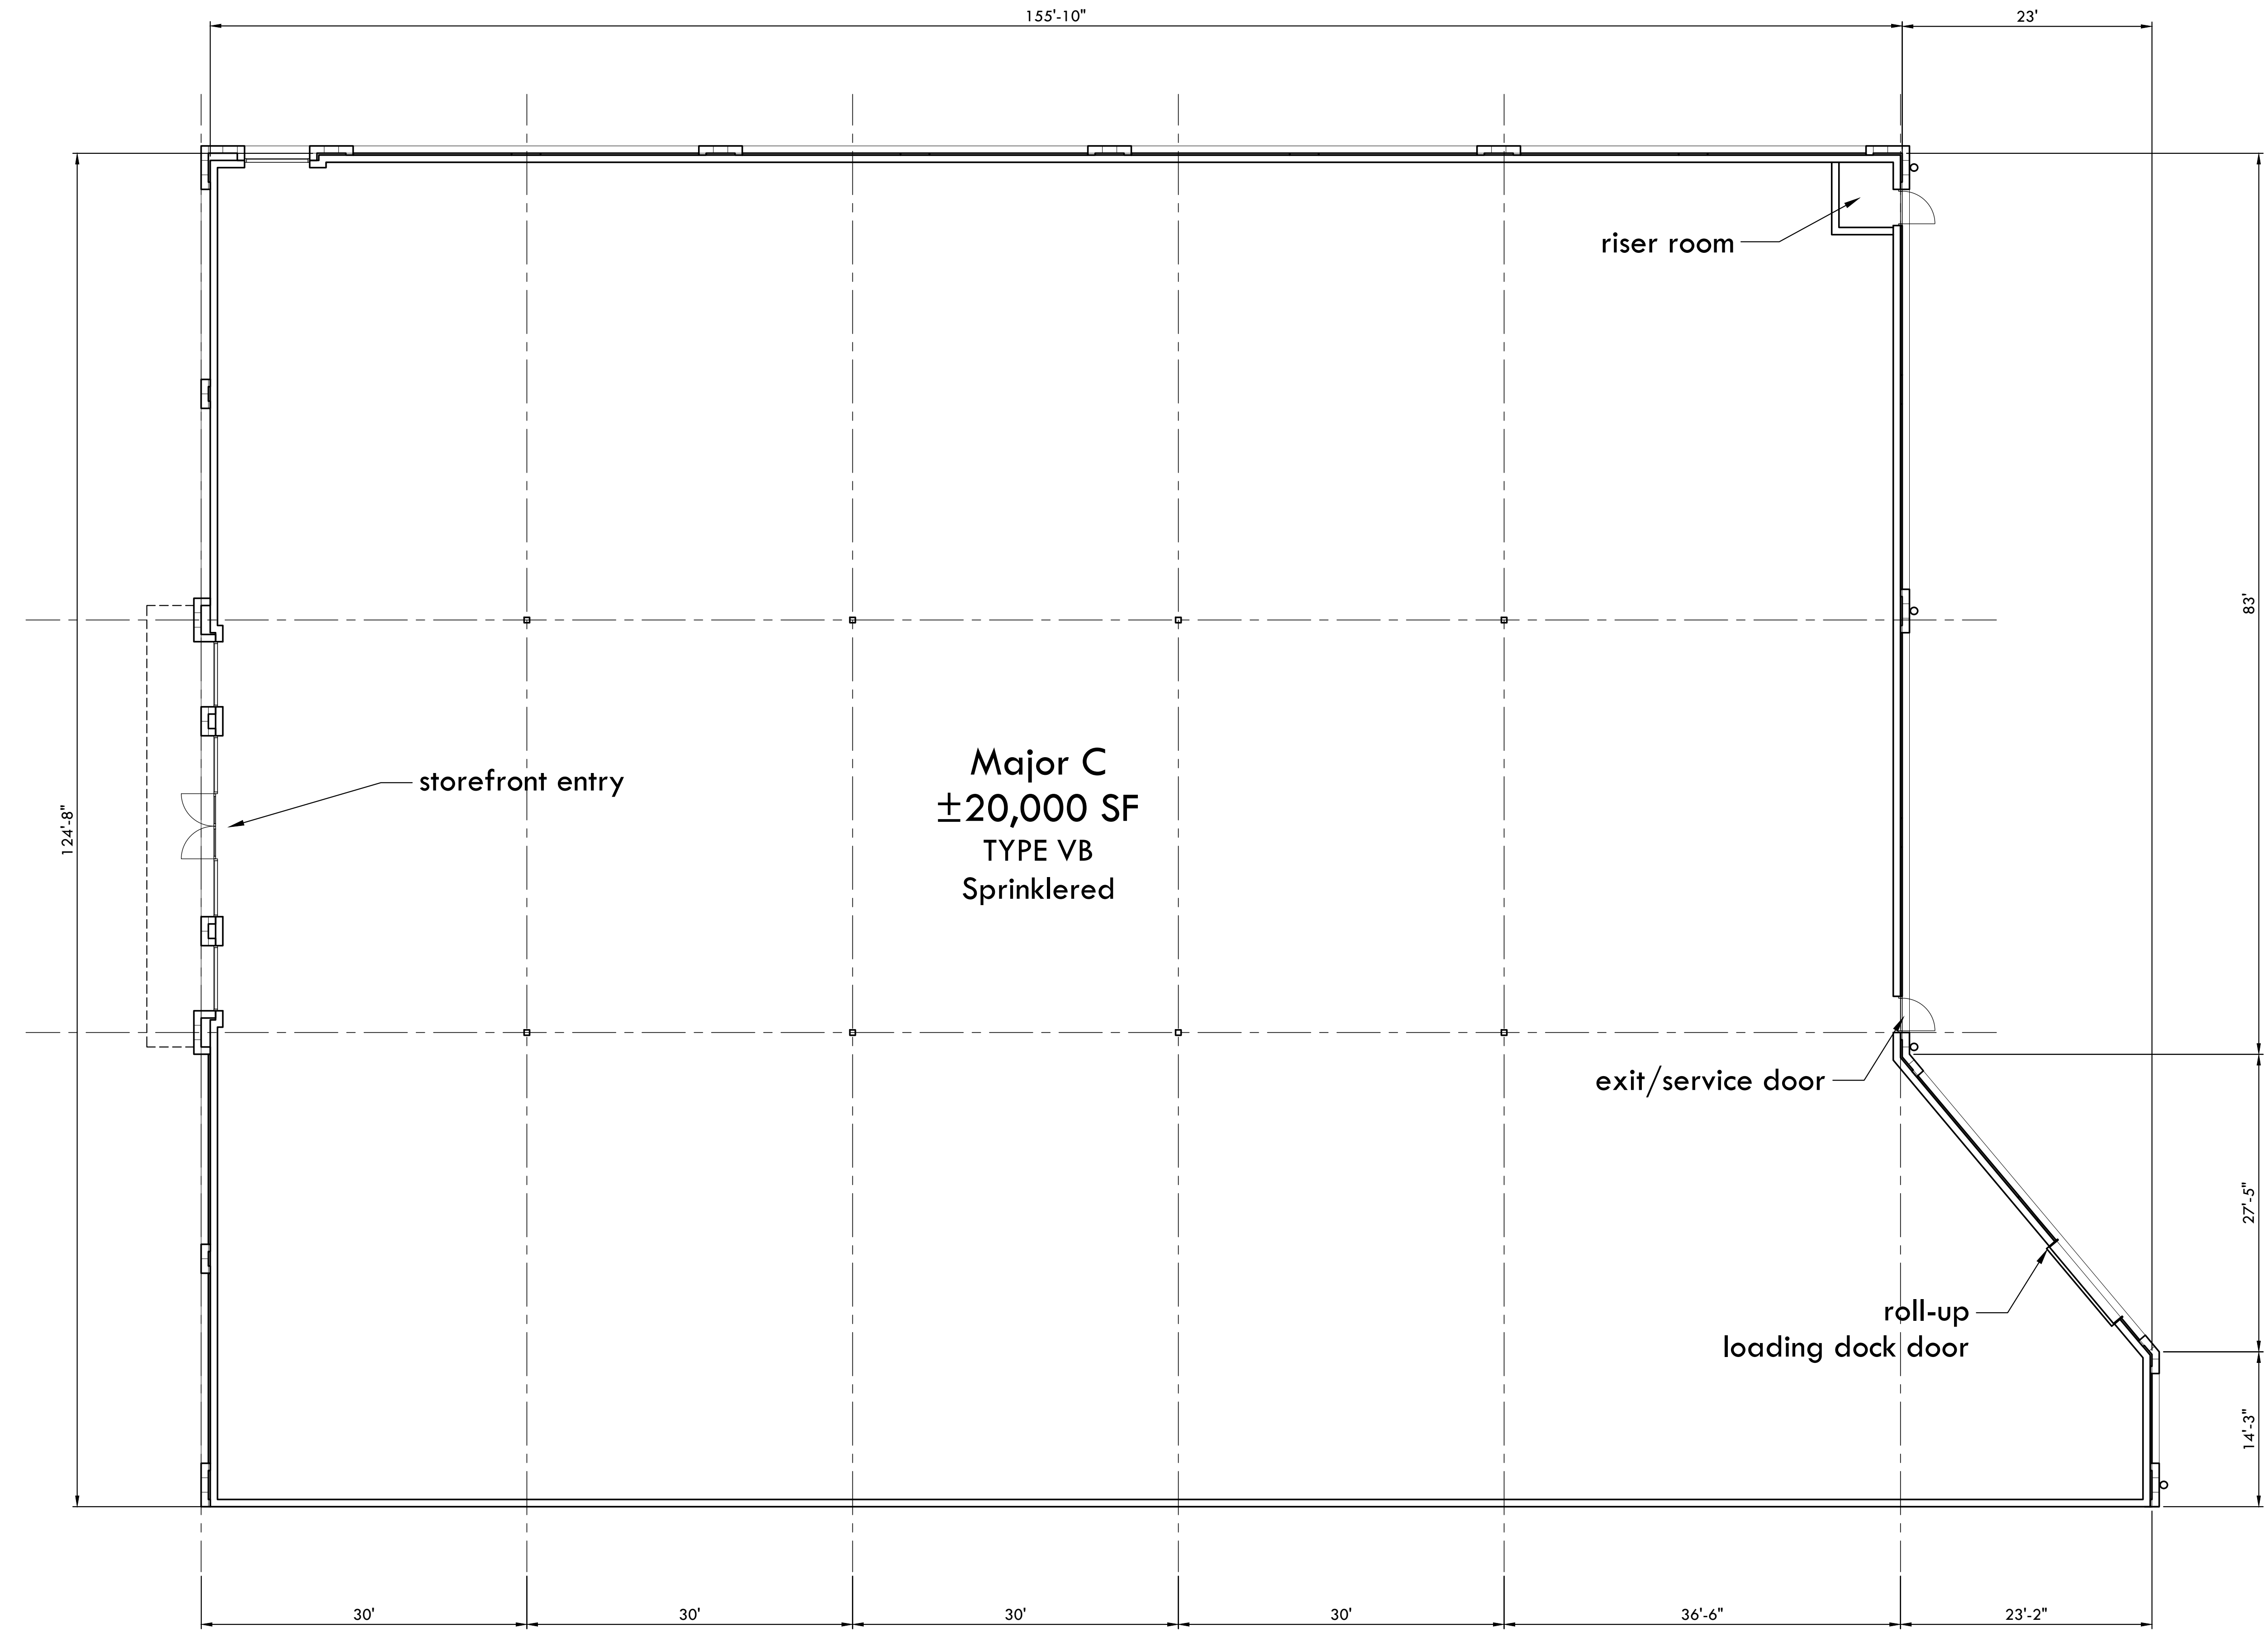 155'-10"
23'
riser room
83'
storefront entry
Major C
±20,000 SF
TYPE VB
Sprinklered
124'-8"
exit/service door
27'-5"
roll-up
loading dock door
14'-3"
30'
30'
30'
30'
36'-6"
23'-2"